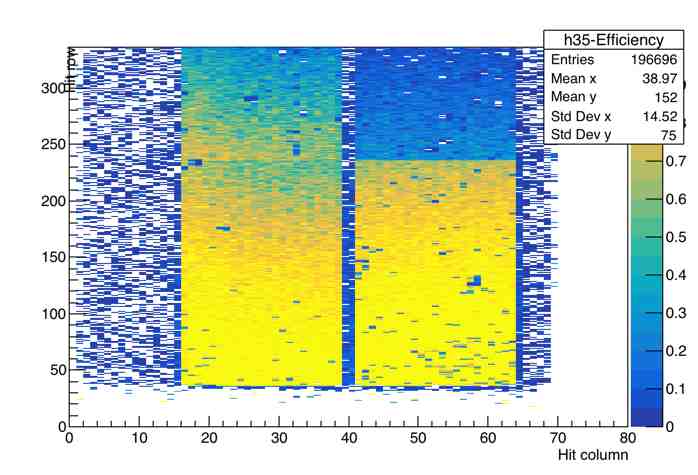 h35-Efficiency
Entries 196696
Mean x 38.97
Mean y 152
Std Dev x 14.52
Std Dev y 75
300
250
200
150
100
50
0
0 10 20 30 40 50 60 70 80
Hit column
0.7
0.6
0.5
0.4
0.3
0.2
0.1
0